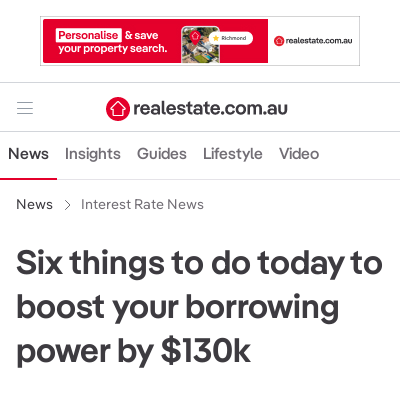 Personalise & save
your property search.
Richmond
realestate.com.au
realestate.com.au
News Insights Guides Lifestyle Video
News > Interest Rate News
Six things to do today to
boost your borrowing
power by $130k